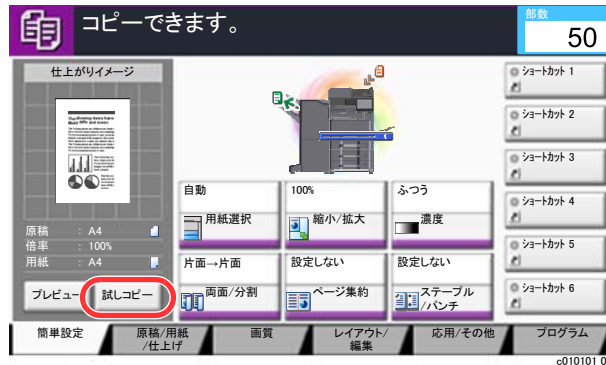 コピーできます。
部数
50
仕上がりイメージ
原稿 : A4
倍率 : 100%
用紙 : A4
プレビュー
試しコピー
自動
用紙選択
100%
縮小/拡大
ふつう
濃度
片面→片面
両面/分割
設定しない
ページ集約
設定しない
ステープル
/パンチ
ショートカット 1
ショートカット 2
ショートカット 3
ショートカット 4
ショートカット 5
ショートカット 6
簡単設定
原稿/用紙
/仕上げ
画質
レイアウト/
編集
応用/その他
プログラム
c010101 0